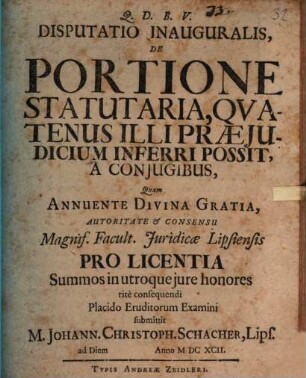 Q. D. B. V.
DISPUTATIO INAUGURALIS,
DE
PORTIONE
STATUTARIA, QVA-
TENUS ILLI PRÆJU-
DICIUM INFERRI POSSIT,
A CONJUGIBUS,
Quam
ANNUENTE DIVINA GRATIA,
AUTORITATE & CONSENSU
Magnif. Facult. Juridicæ Lipsiensis
PRO LICENTIA
Summos in utroque jure honores
ritè consequendi
Placido Eruditorum Examini
submittit
M. JOHANN. CHRISTOPH. SCHACHER, Lips.
ad Diem Anno M DC XCII.
TYPIS ANDREÆ ZEIDLERI.